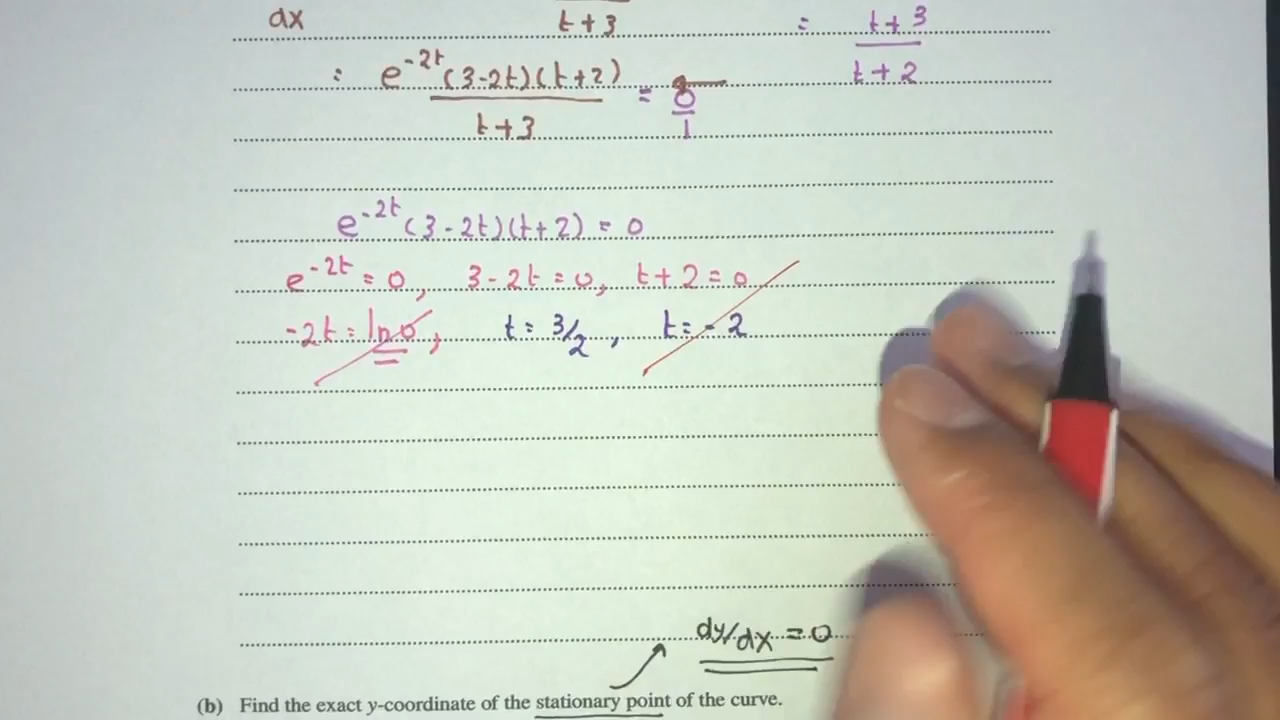 dx t+3 = t+3
= e^-2t (3-2t)(t+2) = 0 t+2
t+3 1
e^-2t (3-2t)(t+2) = 0
e^-2t = 0, 3-2t = 0, t+2 = 0
-2t = ln 0, t = 3/2, t = -2
dy/dx = 0
(b) Find the exact y-coordinate of the stationary point of the curve.